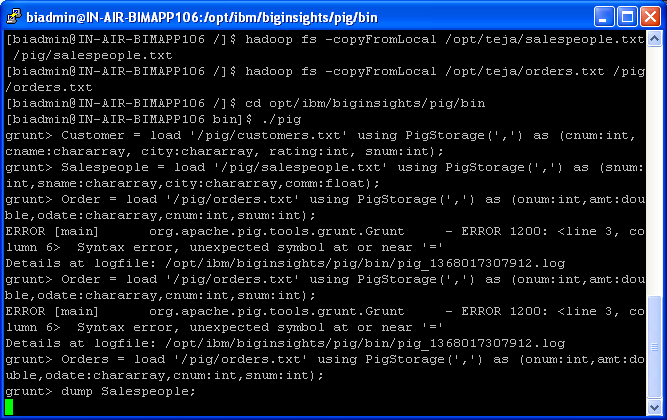 biadmin@IN-AIR-BIMAPP106:/opt/ibm/biginsights/pig/bin
[biadmin@IN-AIR-BIMAPP106 /]$ hadoop fs -copyFromLocal /opt/teja/salespeople.txt
 /pig/salespeople.txt
[biadmin@IN-AIR-BIMAPP106 /]$ hadoop fs -copyFromLocal /opt/teja/orders.txt /pig
/orders.txt
[biadmin@IN-AIR-BIMAPP106 /]$ cd opt/ibm/biginsights/pig/bin
[biadmin@IN-AIR-BIMAPP106 bin]$ ./pig
grunt> Customer = load '/pig/customers.txt' using PigStorage(',') as (cnum:int,
cname:chararray, city:chararray, rating:int, snum:int);
grunt> Salespeople = load '/pig/salespeople.txt' using PigStorage(',') as (snum:
int,sname:chararray,city:chararray,comm:float);
grunt> Order = load '/pig/orders.txt' using PigStorage(',') as (onum:int,amt:dou
ble,odate:chararray,cnum:int,snum:int);
ERROR [main]      org.apache.pig.tools.grunt.Grunt     - ERROR 1200: <line 3, co
lumn 6>  Syntax error, unexpected symbol at or near '='
Details at logfile: /opt/ibm/biginsights/pig/bin/pig_1368017307912.log
grunt> Order = load '/pig/orders.txt' using PigStorage(',') as (onum:int,amt:dou
ble,odate:chararray,cnum:int,snum:int);
ERROR [main]      org.apache.pig.tools.grunt.Grunt     - ERROR 1200: <line 3, co
lumn 6>  Syntax error, unexpected symbol at or near '='
Details at logfile: /opt/ibm/biginsights/pig/bin/pig_1368017307912.log
grunt> Orders = load '/pig/orders.txt' using PigStorage(',') as (onum:int,amt:do
uble,odate:chararray,cnum:int,snum:int);
grunt> dump Salespeople;